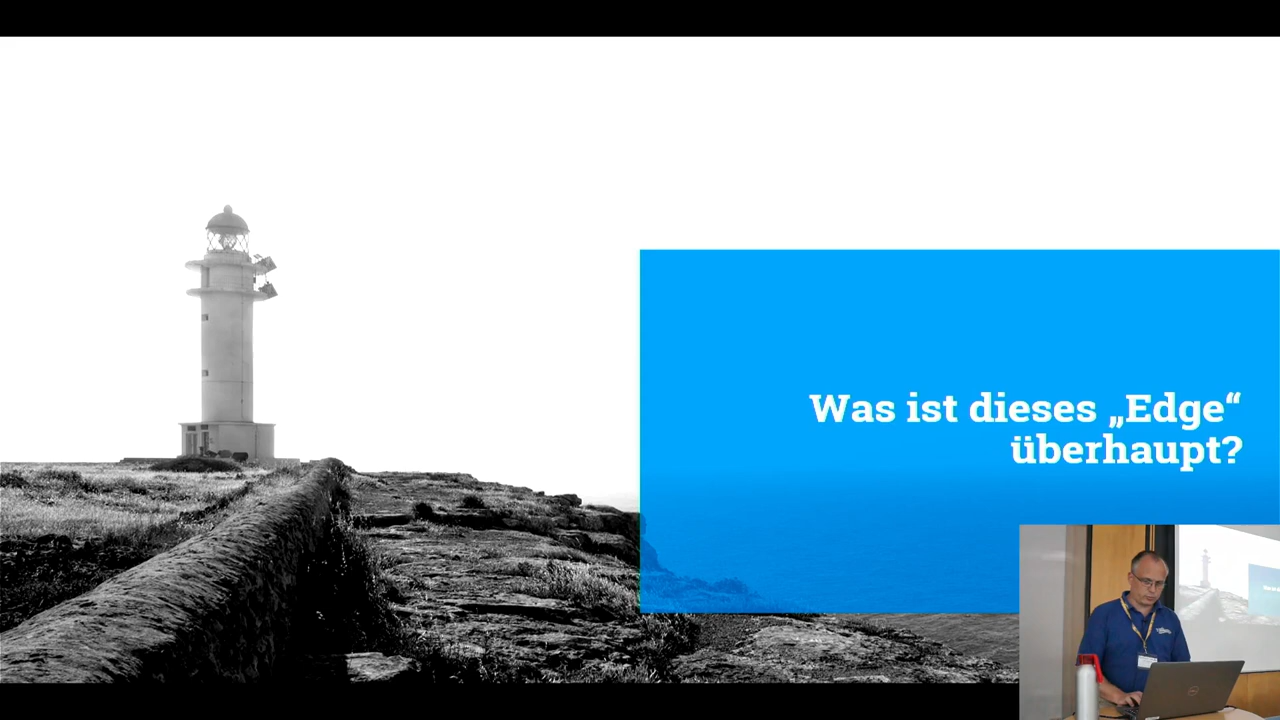 Was ist dieses „Edge“
überhaupt?